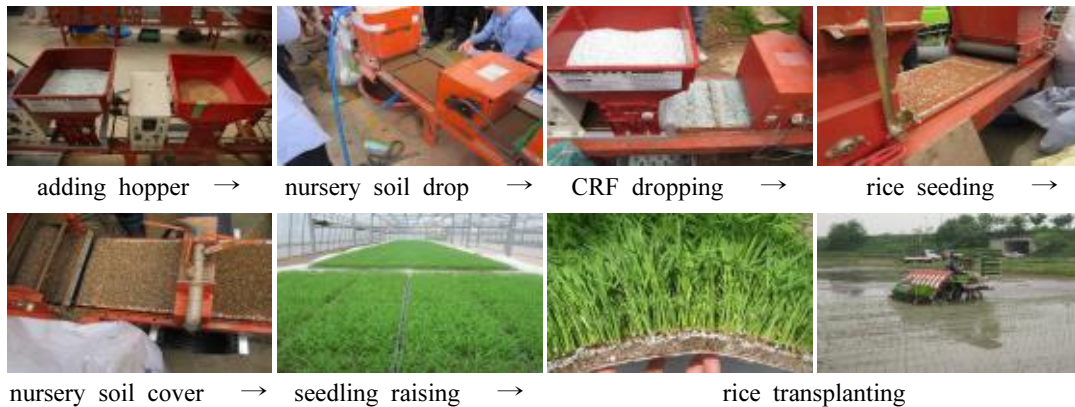 adding hopper → nursery soil drop → CRF dropping → rice seeding →
nursery soil cover → seedling raising → rice transplanting